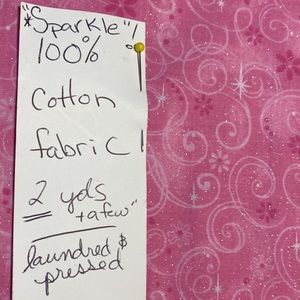 *"Sparkle"!
100%
cotton
fabric
2 yds
+ a few"
laundred &
pressed